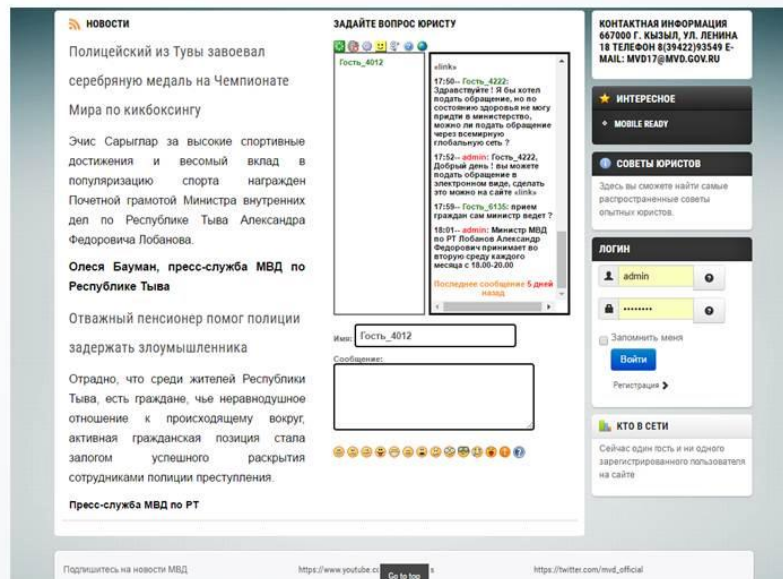 НОВОСТИ
Полицейский из Тувы завоевал
серебряную медаль на Чемпионате
Мира по кикбоксингу
Эчис Сарыглар за высокие спортивные
достижения и весомый вклад в
популяризацию спорта награжден
Почетной грамотой Министра внутренних
дел по Республике Тыва Александра
Федоровича Лобанова.
Олеся Бауман, пресс-служба МВД по
Республике Тыва
Отважный пенсионер помог полиции
задержать злоумышленника
Отрадно, что среди жителей Республики
Тыва, есть граждане, чье неравнодушное
отношение к происходящему вокруг,
активная гражданская позиция стала
залогом успешного раскрытия
сотрудниками полиции преступления.
Пресс-служба МВД по РТ
ЗАДАЙТЕ ВОПРОС ЮРИСТУ
Гость_4012
«link»
17:50-- Гость_4222:
Здравствуйте ! Я бы хотел
подать обращение, но по
состоянию здоровья не могу
придти в министерство,
можно ли подать обращение
через всемирную
глобальную сеть ?
17:52-- admin: Гость_4222,
Добрый день ! вы можете
подать обращение в
электронном виде, сделать
это можно на сайте «link»
17:59-- Гость_6135: прием
граждан сам министр ведет ?
18:01-- admin: Министр МВД
по РТ Лобанов Александр
Федорович принимает во
вторую среду каждого
месяца с 18.00-20.00
Последнее сообщение 5 дней
назад
Имя: Гость_4012
Сообщение:
КОНТАКТНАЯ ИНФОРМАЦИЯ
667000 Г. КЫЗЫЛ, УЛ. ЛЕНИНА
18 ТЕЛЕФОН 8(39422)93549 E-
MAIL: MVD17@MVD.GOV.RU
ИНТЕРЕСНОЕ
MOBILE READY
СОВЕТЫ ЮРИСТОВ
Здесь вы сможете найти самые
распространенные советы
опытных юристов.
ЛОГИН
admin
••••••••
Запомнить меня
Войти
Регистрация
КТО В СЕТИ
Сейчас один гость и ни одного
зарегистрированного пользователя
на сайте
Подпишитесь на новости МВД
https://www.youtube.c
s
Go to top
https://twitter.com/mvd_official